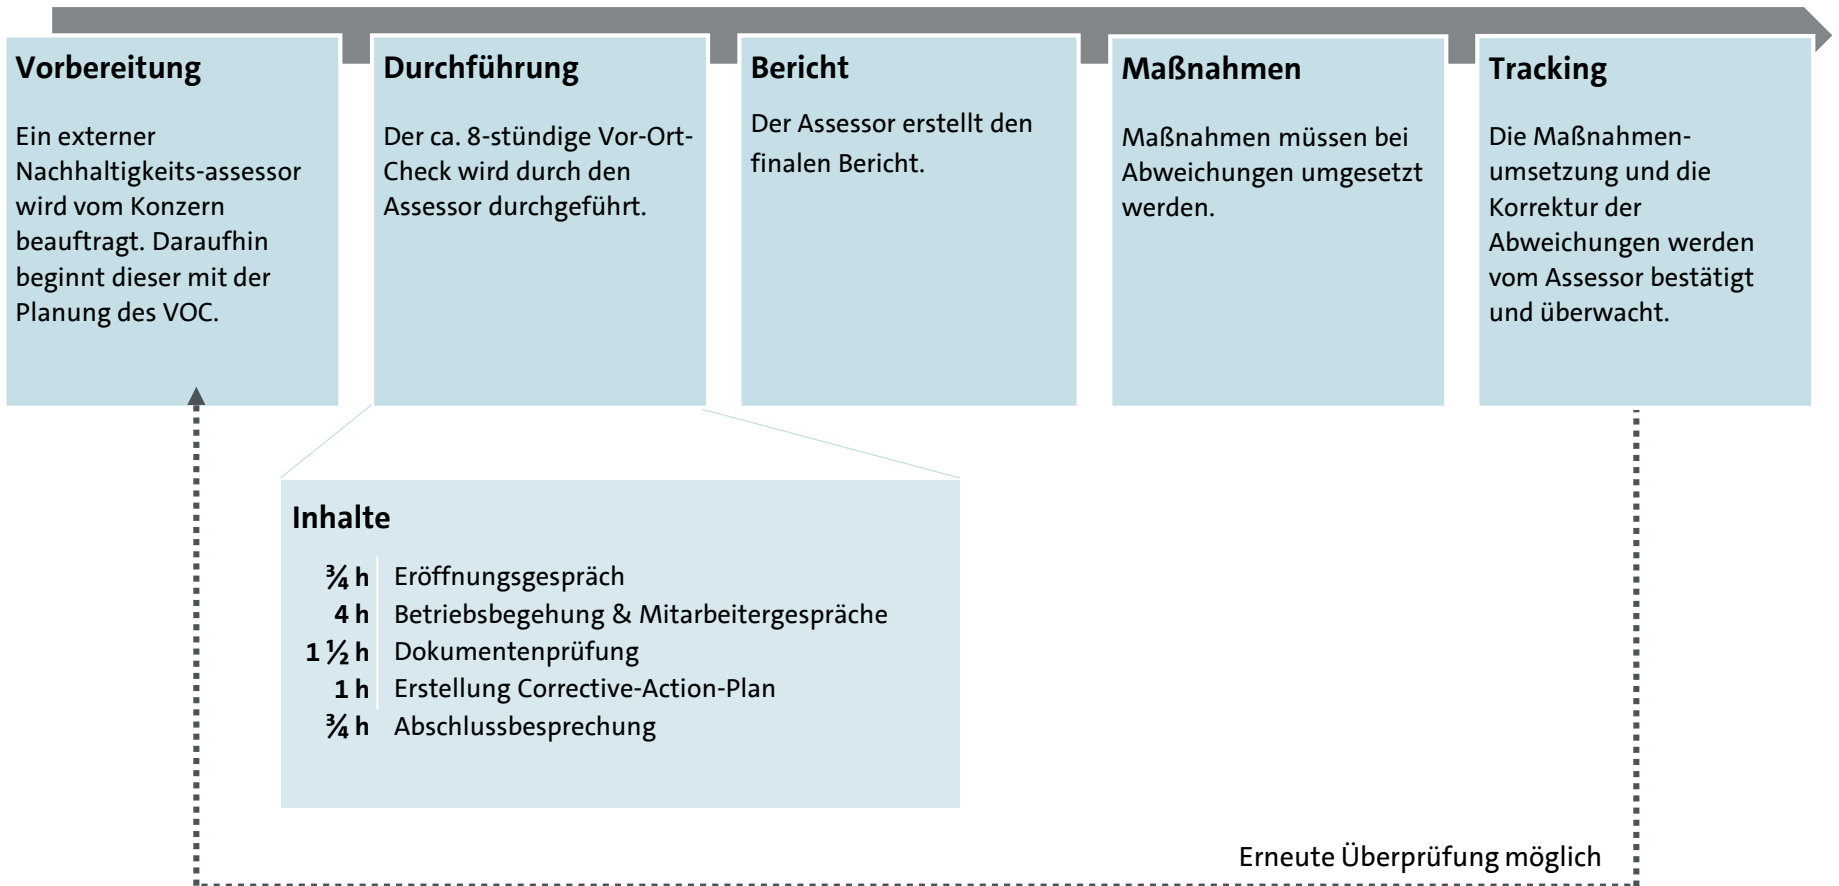 Vorbereitung
Ein externer
Nachhaltigkeits-assessor
wird vom Konzern
beauftragt. Daraufhin
beginnt dieser mit der
Planung des VOC.
Durchführung
Der ca. 8-stündige Vor-Ort-
Check wird durch den
Assessor durchgeführt.
Bericht
Der Assessor erstellt den
finalen Bericht.
Maßnahmen
Maßnahmen müssen bei
Abweichungen umgesetzt
werden.
Tracking
Die Maßnahmen-
umsetzung und die
Korrektur der
Abweichungen werden
vom Assessor bestätigt
und überwacht.
Inhalte
¾ h Eröffnungsgespräch
4 h Betriebsbegehung & Mitarbeitergespräche
1 ½ h Dokumentenprüfung
1 h Erstellung Corrective-Action-Plan
¾ h Abschlussbesprechung
Erneute Überprüfung möglich